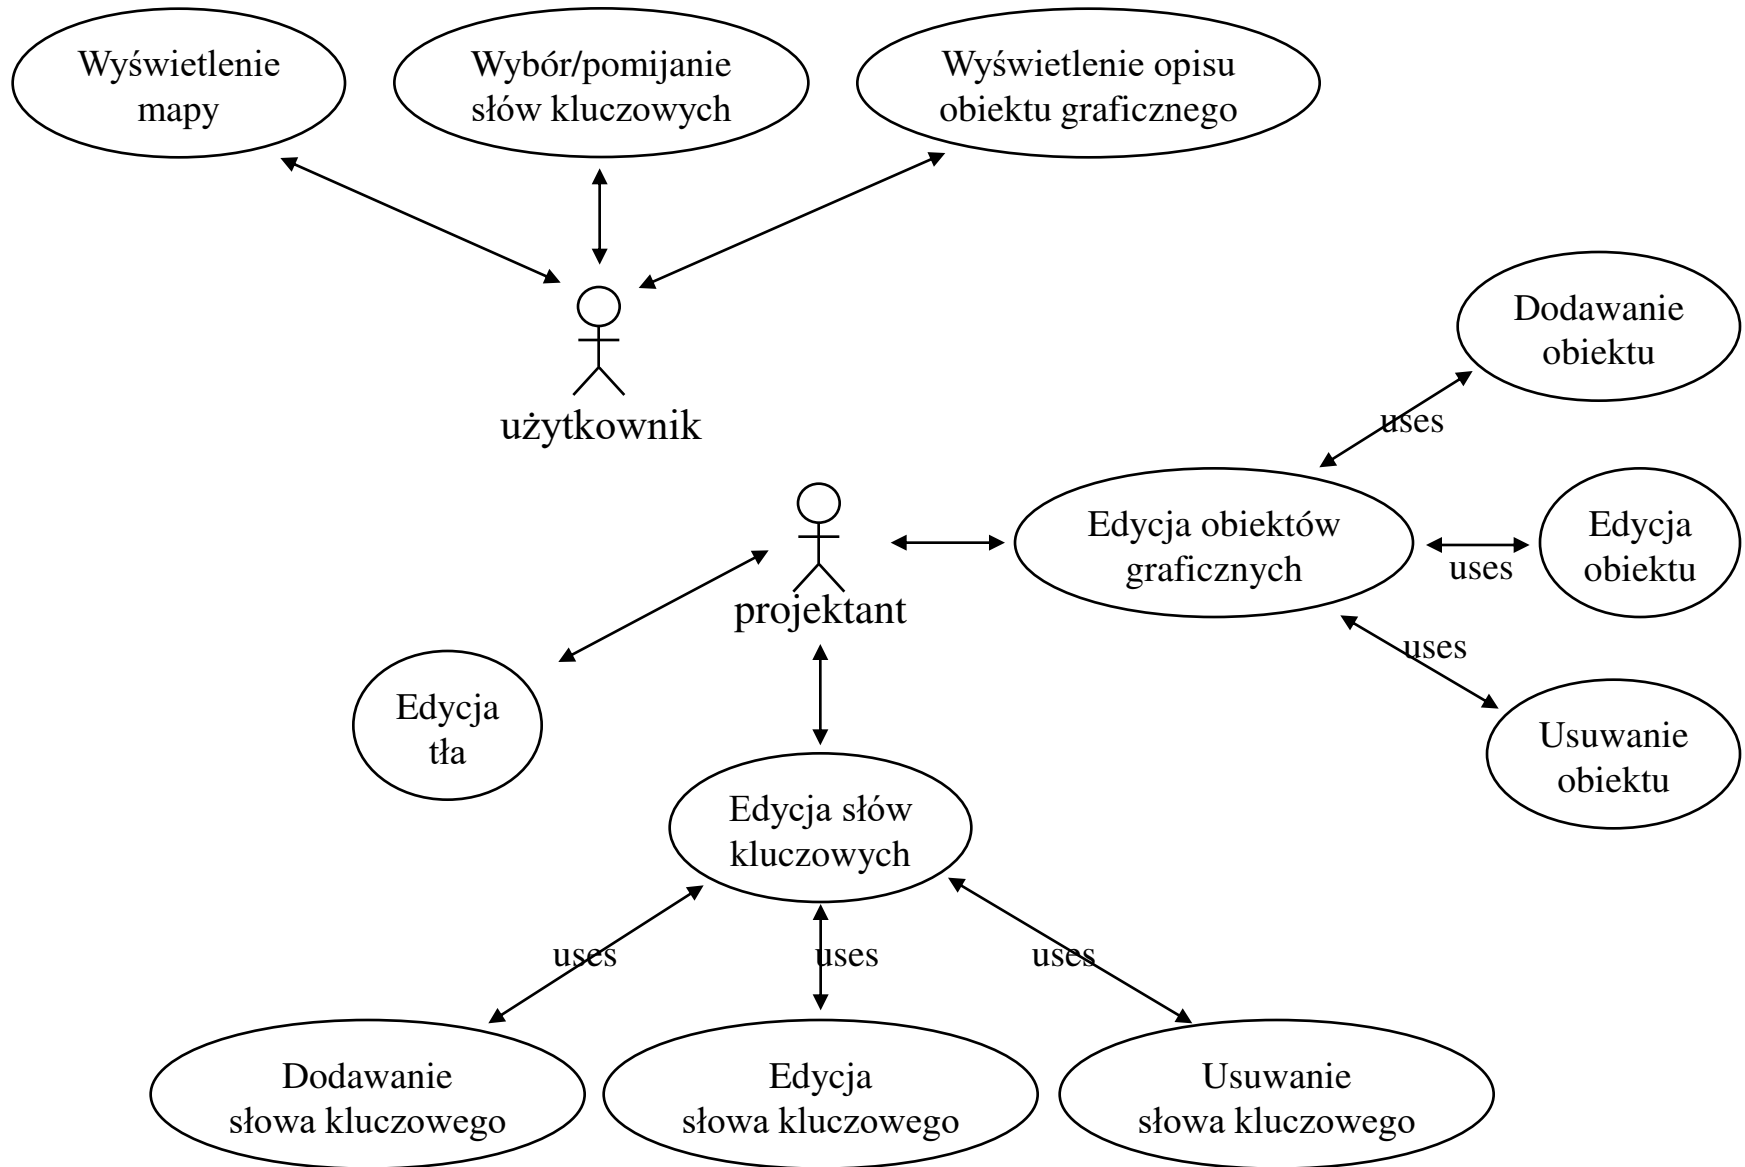 Wyświetlenie
mapy
Wybór/pomijanie
słów kluczowych
Wyświetlenie opisu
obiektu graficznego
użytkownik
Dodawanie
obiektu
uses
projektant
Edycja obiektów
graficznych
uses
Edycja
obiektu
uses
Usuwanie
obiektu
Edycja
tła
Edycja słów
kluczowych
uses
uses
uses
Dodawanie
słowa kluczowego
Edycja
słowa kluczowego
Usuwanie
słowa kluczowego